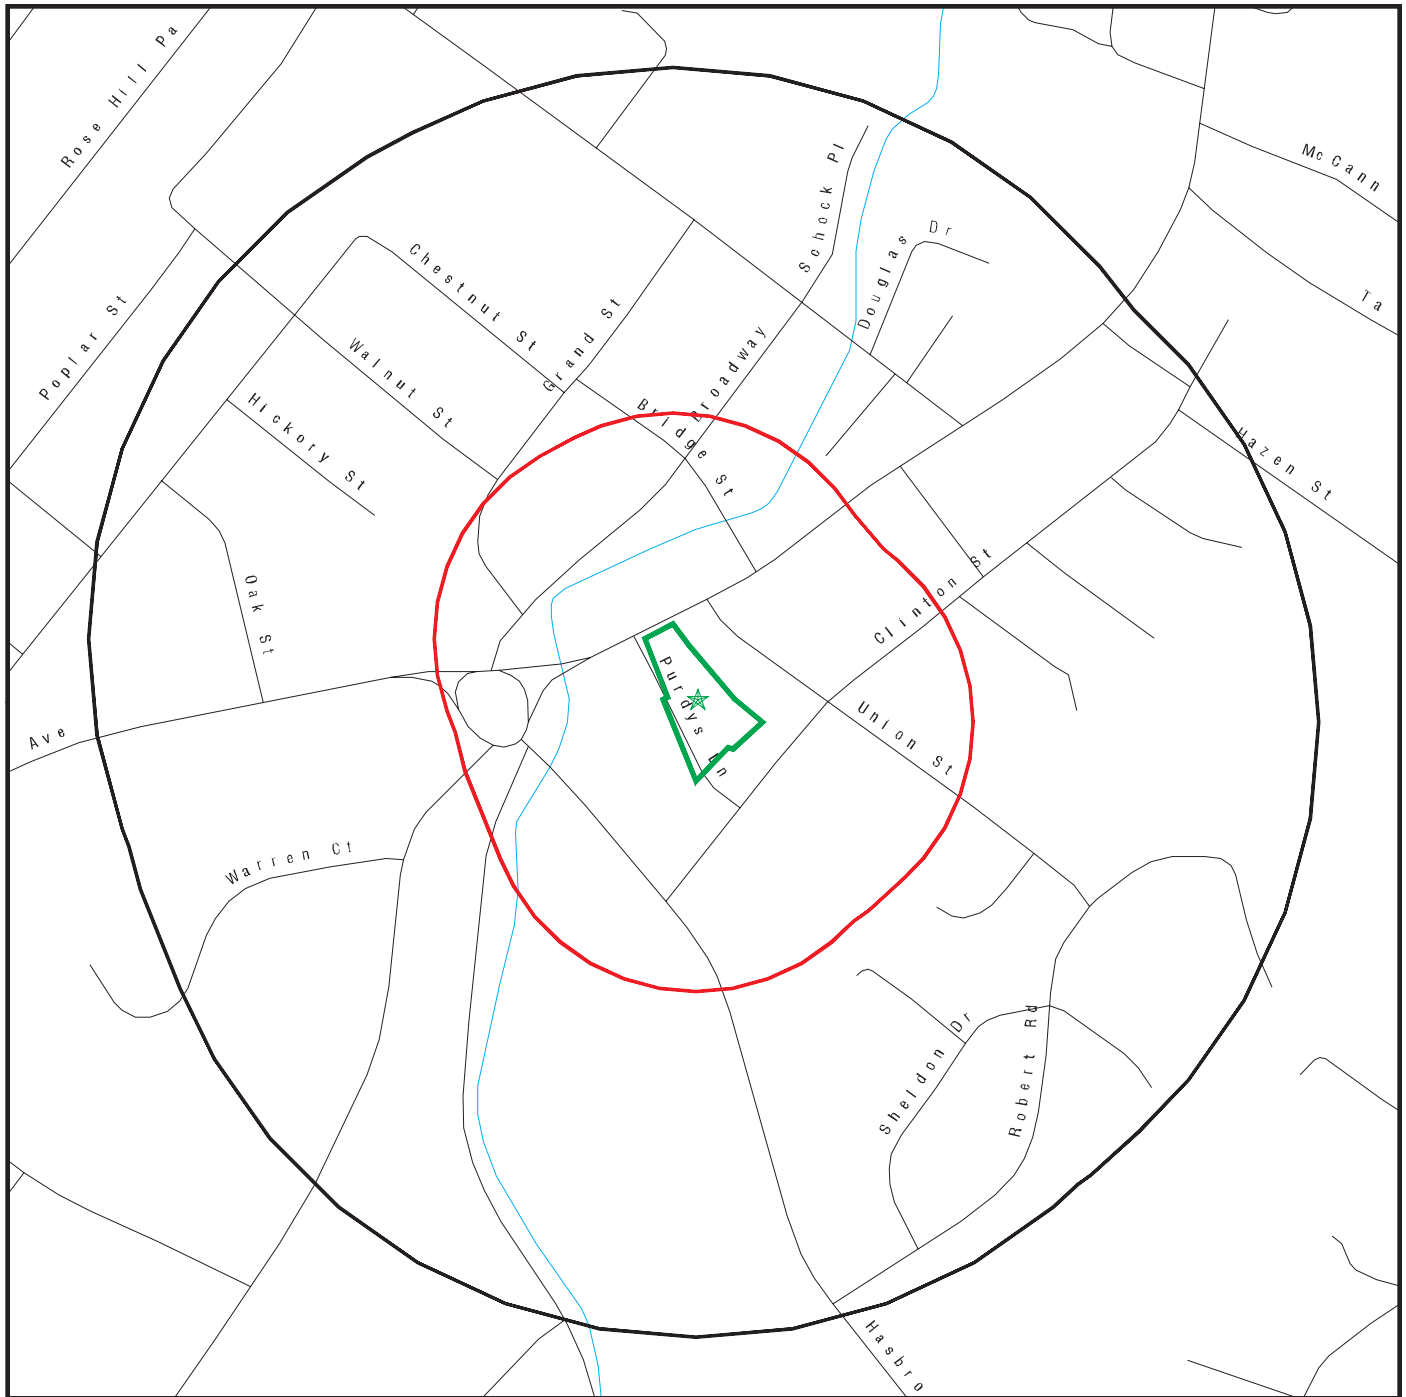 Rose Hill Pa
Mc Cann
Schock Pl
Douglas Dr
Chestnut St
Ta
Poplar St
Grand St
Walnut St
Broadway
Hickory St
Bridge St
Hazen St
Oak St
Clinton St
Purdys Ln
Union St
Ave
Warren Ct
Sheldon Dr
Robert Rd
Hasbro